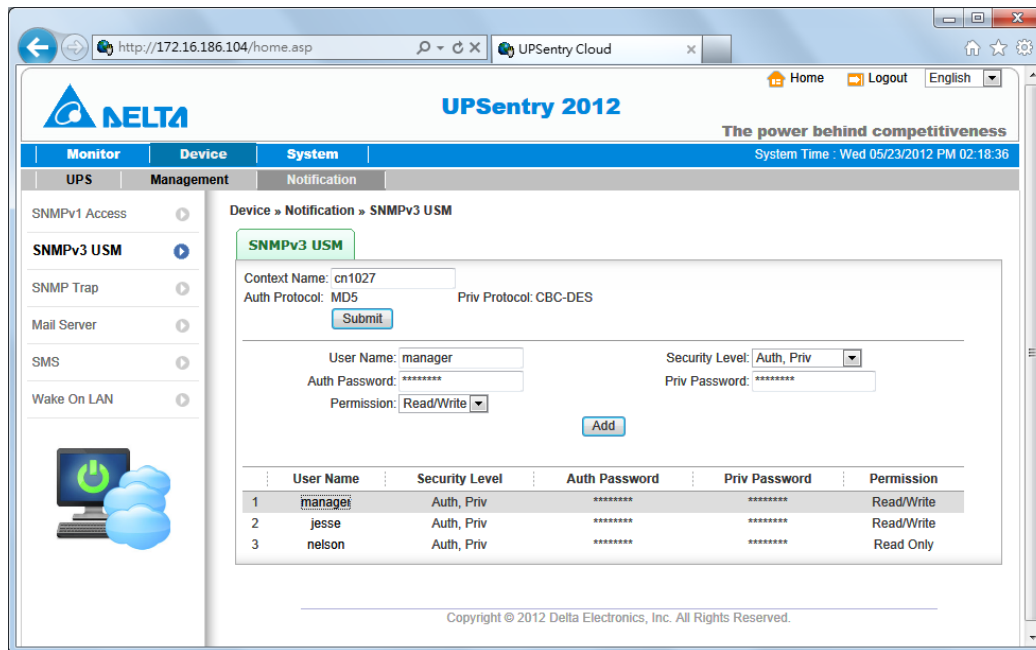 http://172.16.186.104/home.asp UPSentry Cloud
Home Logout English
DELTA UPSentry 2012
The power behind competitiveness
Monitor Device System System Time : Wed 05/23/2012 PM 02:18:36
UPS Management Notification
SNMPv1 Access
SNMPv3 USM
SNMP Trap
Mail Server
SMS
Wake On LAN
Device » Notification » SNMPv3 USM
SNMPv3 USM
Context Name: cn1027
Auth Protocol: MD5 Priv Protocol: CBC-DES
Submit
User Name: manager Security Level: Auth, Priv
Auth Password: ******** Priv Password: ********
Permission: Read/Write
Add
User Name Security Level Auth Password Priv Password Permission
1 manager Auth, Priv ******** ******** Read/Write
2 jesse Auth, Priv ******** ******** Read/Write
3 nelson Auth, Priv ******** ******** Read Only
Copyright © 2012 Delta Electronics, Inc. All Rights Reserved.